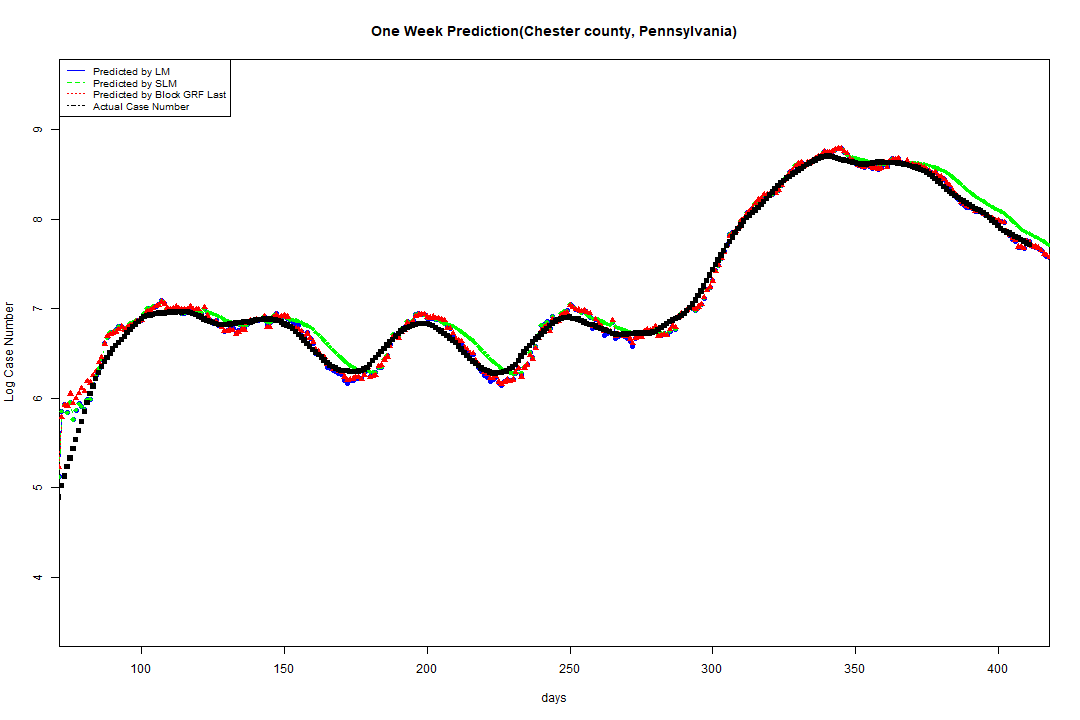 One Week Prediction(Chester county, Pennsylvania)
Predicted by LM
Predicted by SLM
Predicted by Block GRF Last
Actual Case Number
9
8
7
6
5
4
Log Case Number
100 150 200 250 300 350 400
days